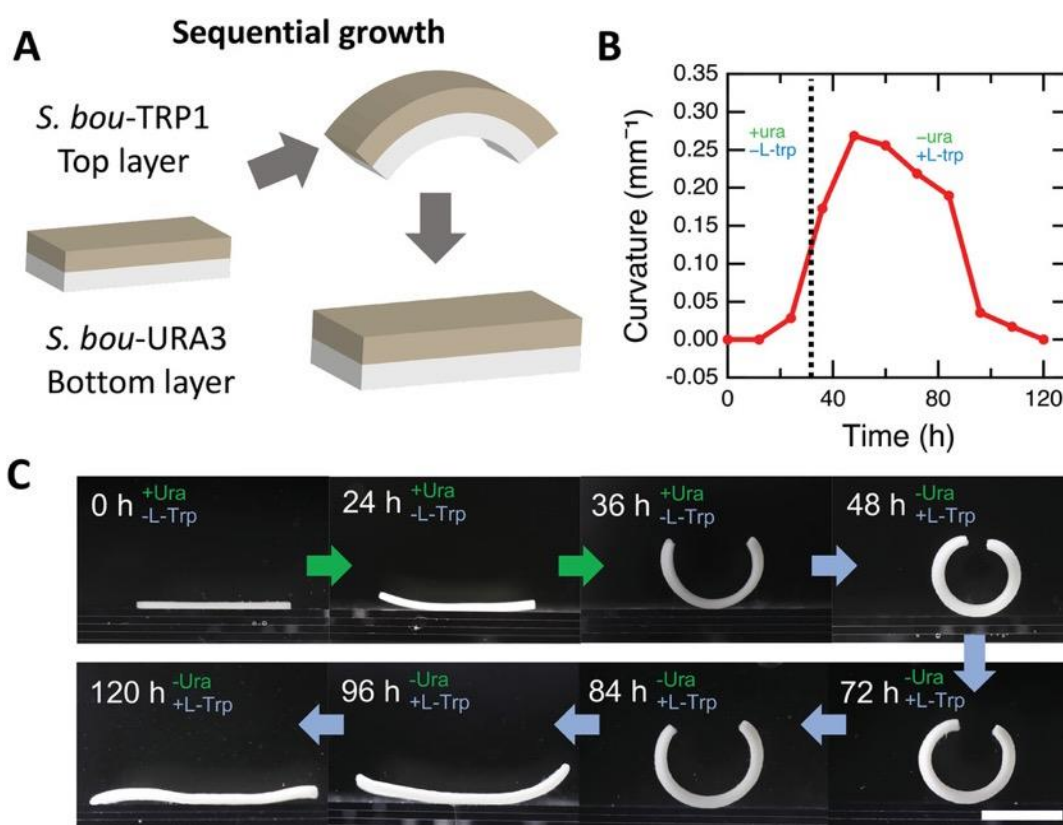 A
Sequential growth
S. bou-TRP1
Top layer
S. bou-URA3
Bottom layer
B
0.35
0.30
0.25
0.20
0.15
0.10
0.05
0.00
-0.05
Curvature (mm⁻¹)
+ura
–L-trp
–ura
+L-trp
0
40
80
120
Time (h)
C
0 h +Ura
-L-Trp
24 h +Ura
-L-Trp
36 h +Ura
-L-Trp
48 h -Ura
+L-Trp
120 h -Ura
+L-Trp
96 h -Ura
+L-Trp
84 h -Ura
+L-Trp
72 h -Ura
+L-Trp